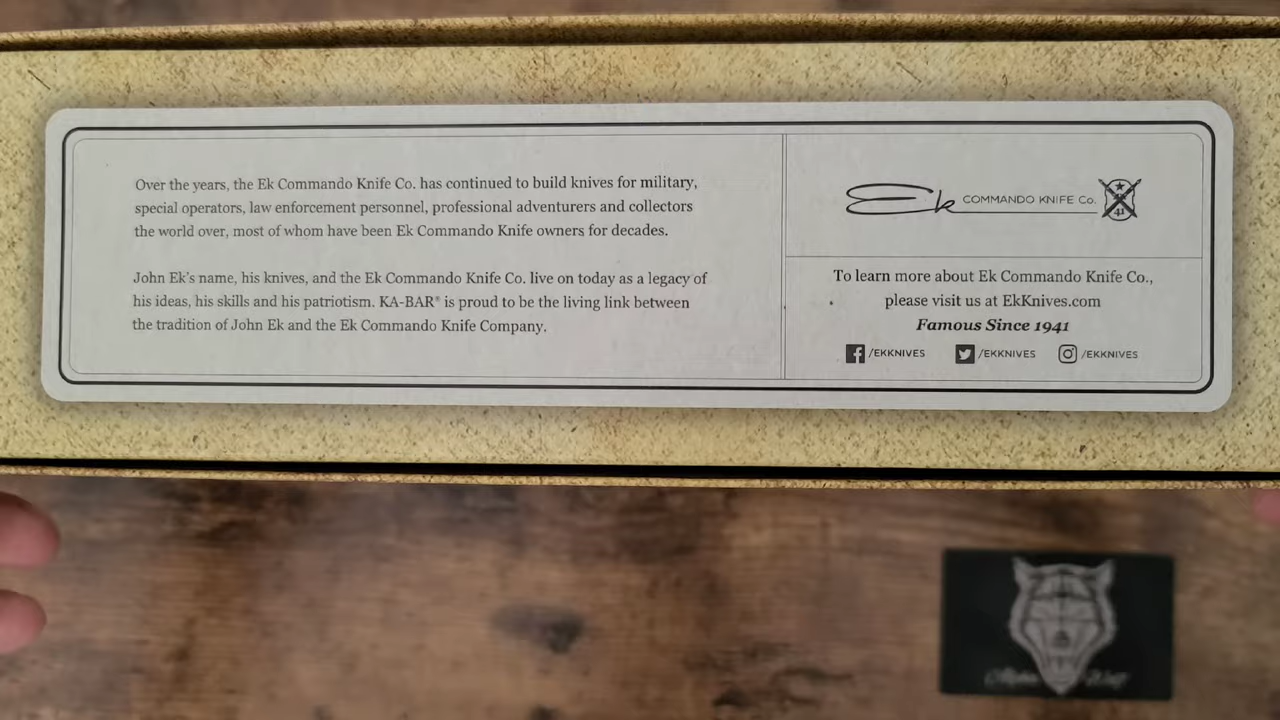 Over the years, the Ek Commando Knife Co. has continued to build knives for military,
special operators, law enforcement personnel, professional adventurers and collectors
the world over, most of whom have been Ek Commando Knife owners for decades.
John Ek's name, his knives, and the Ek Commando Knife Co. live on today as a legacy of
his ideas, his skills and his patriotism. KA-BAR® is proud to be the living link between
the tradition of John Ek and the Ek Commando Knife Company.
Ek COMMANDO KNIFE Co.
41
To learn more about Ek Commando Knife Co.,
please visit us at EkKnives.com
Famous Since 1941
/EKKNIVES /EKKNIVES /EKKNIVES